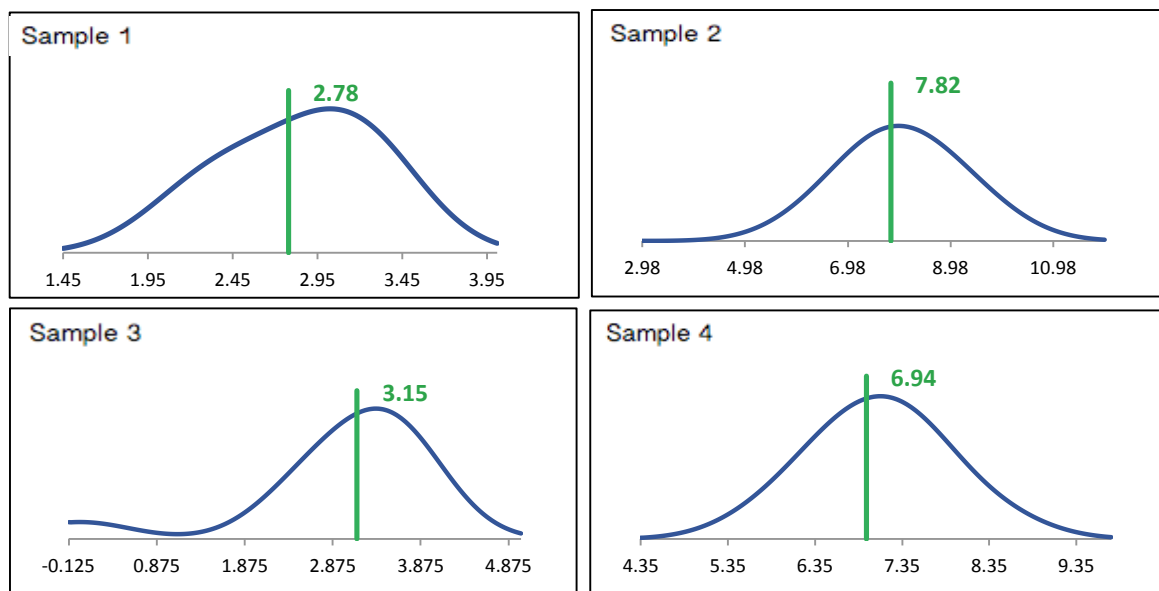 Sample 1
2.78
1.45 1.95 2.45 2.95 3.45 3.95
Sample 2
7.82
2.98 4.98 6.98 8.98 10.98
Sample 3
3.15
-0.125 0.875 1.875 2.875 3.875 4.875
Sample 4
6.94
4.35 5.35 6.35 7.35 8.35 9.35